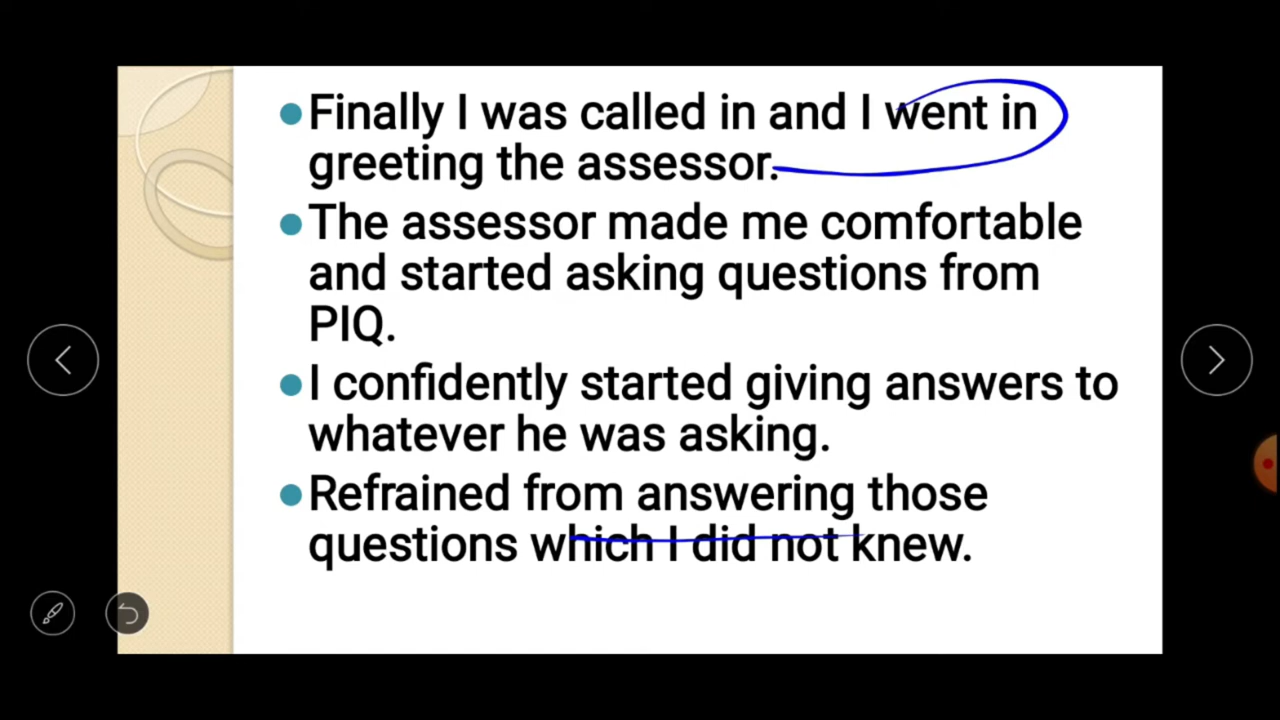 Finally I was called in and I went in
greeting the assessor.
The assessor made me comfortable
and started asking questions from
PIQ.
I confidently started giving answers to
whatever he was asking.
Refrained from answering those
questions which I did not knew.